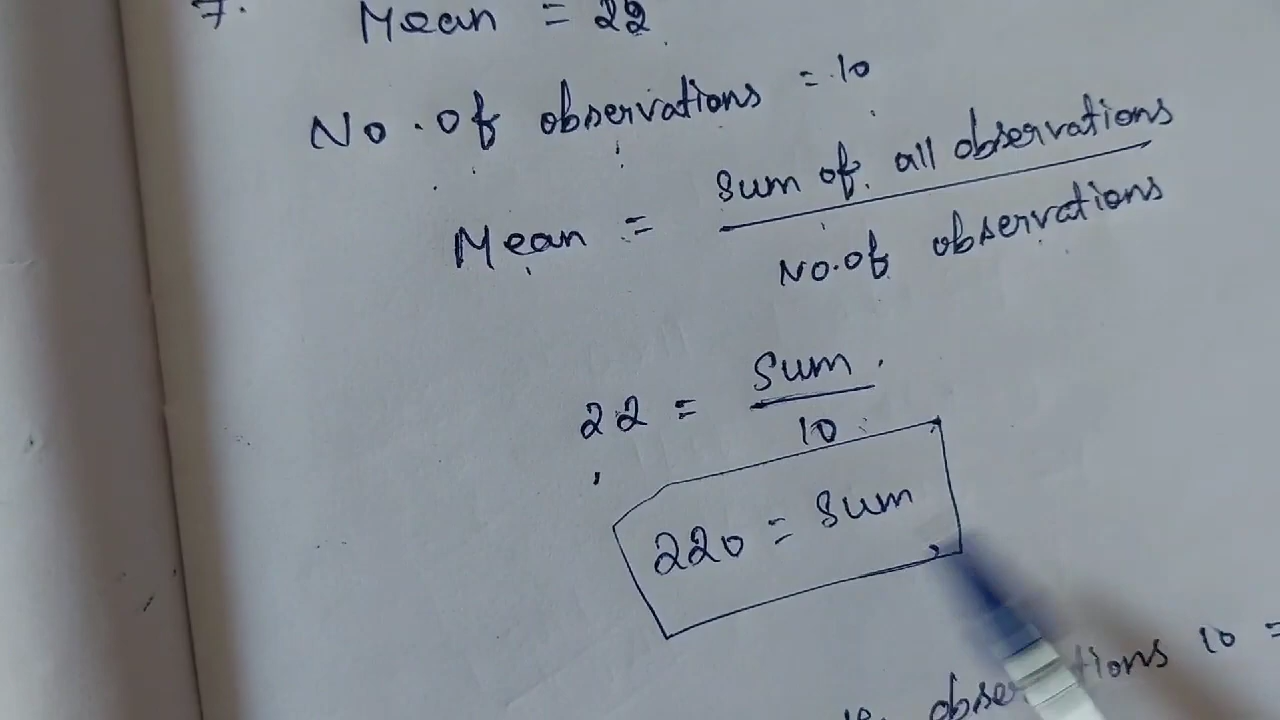 7. Mean = 22
No. of observations = 10
Mean = sum of all observations
No. of observations
22 = Sum
10
220 = Sum
observations 10 =